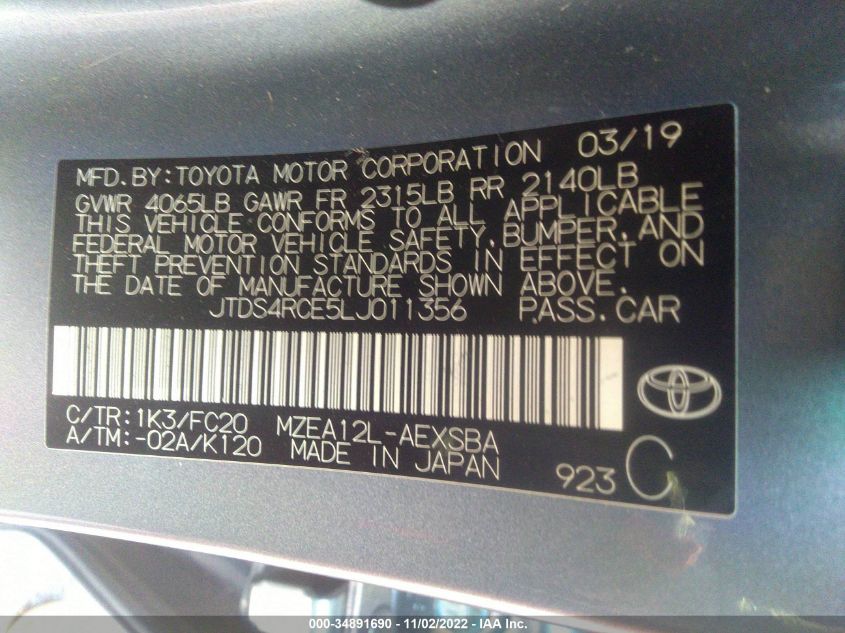 MFD.BY:TOYOTA MOTOR CORPORATION 03/19
GVWR 4065LB GAWR FR 2315LB RR 2140LB
THIS VEHICLE CONFORMS TO ALL APPLICABLE
FEDERAL MOTOR VEHICLE SAFETY,BUMPER,AND
THEFT PREVENTION STANDARDS IN EFFECT ON
THE DATE OF MANUFACTURE SHOWN ABOVE.
JTDS4RCE5LJ011356 PASS.CAR
C/TR:1K3/FC20 MZEA12L-AEXSBA
A/TM:-02A/K120 MADE IN JAPAN
923 C
000-34891690 - 11/02/2022 - IAA Inc.